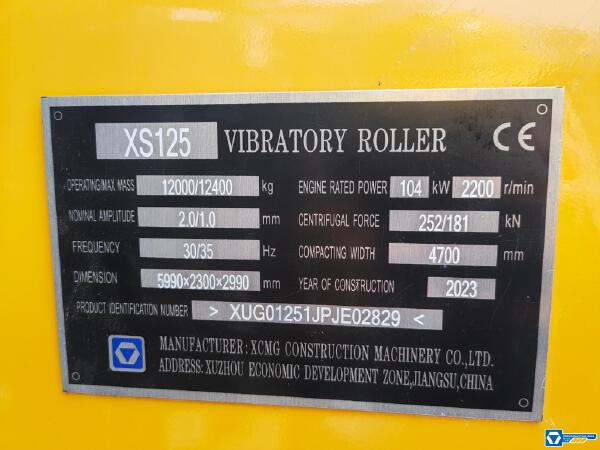 XS125 VIBRATORY ROLLER CE
OPERATING/MAX MASS 12000/12400 kg ENGINE RATED POWER 104 kW 2200 r/min
NOMINAL AMPLITUDE 2.0/1.0 mm CENTRIFUGAL FORCE 252/181 kN
FREQUENCY 30/35 Hz COMPACTING WIDTH 4700 mm
DIMENSION 5990×2300×2990 mm YEAR OF CONSTRUCTION 2023
PRODUCT IDENTIFICATION NUMBER > XUG01251JPJE02829 <
MANUFACTURER: XCMG CONSTRUCTION MACHINERY CO.,LTD.
ADDRESS: XUZHOU ECONOMIC DEVELOPMENT ZONE,JIANGSU,CHINA